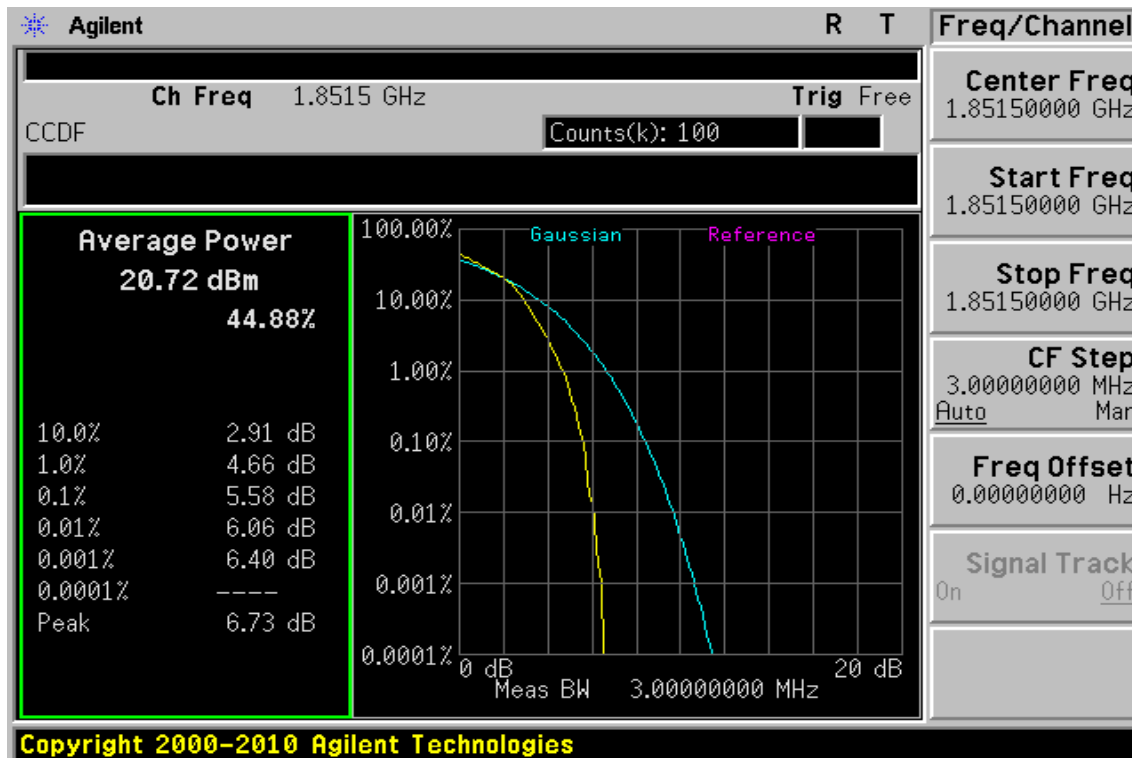 Agilent R T
Ch Freq 1.8515 GHz Trig Free
CCDF Counts(k): 100
Average Power
20.72 dBm
44.88%
10.0% 2.91 dB
1.0% 4.66 dB
0.1% 5.58 dB
0.01% 6.06 dB
0.001% 6.40 dB
0.0001% ----
Peak 6.73 dB
Gaussian Reference
100.00%
10.00%
1.00%
0.10%
0.01%
0.001%
0.0001%
0 dB 20 dB
Meas BW 3.00000000 MHz
Freq/Channel
Center Freq
1.85150000 GHz
Start Freq
1.85150000 GHz
Stop Freq
1.85150000 GHz
CF Step
3.00000000 MHz
Auto Man
Freq Offset
0.00000000 Hz
Signal Track
On Off
Copyright 2000-2010 Agilent Technologies